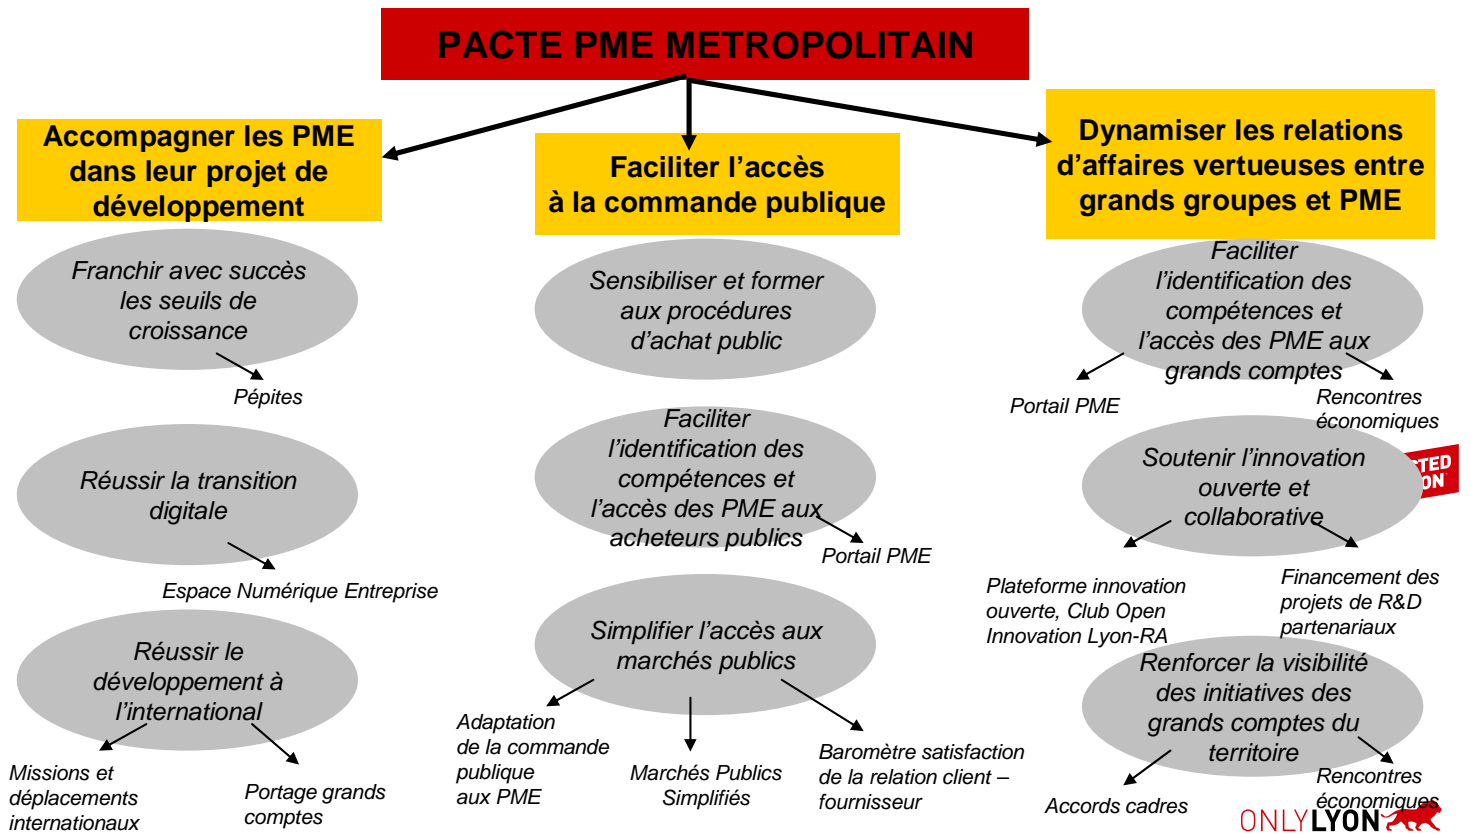 PACTE PME METROPOLITAIN
Accompagner les PME
dans leur projet de
développement
Franchir avec succès
les seuils de
croissance
Pépites
Réussir la transition
digitale
Espace Numérique Entreprise
Réussir le
développement à
l'international
Missions et
déplacements
internationaux
Portage grands
comptes
Faciliter l'accès
à la commande publique
Sensibiliser et former
aux procédures
d'achat public
Faciliter
l'identification des
compétences et
l'accès des PME aux
acheteurs publics
Portail PME
Simplifier l'accès aux
marchés publics
Adaptation
de la commande
publique
aux PME
Marchés Publics
Simplifiés
Baromètre satisfaction
de la relation client –
fournisseur
Dynamiser les relations
d'affaires vertueuses entre
grands groupes et PME
Faciliter
l'identification des
compétences et
l'accès des PME aux
grands comptes
Portail PME
Rencontres
économiques
Soutenir l'innovation
ouverte et
collaborative
Plateforme innovation
ouverte, Club Open
Innovation Lyon-RA
Financement des
projets de R&D
partenariaux
Renforcer la visibilité
des initiatives des
grands comptes du
territoire
Accords cadres
Rencontres
économiques
ONLYLYON